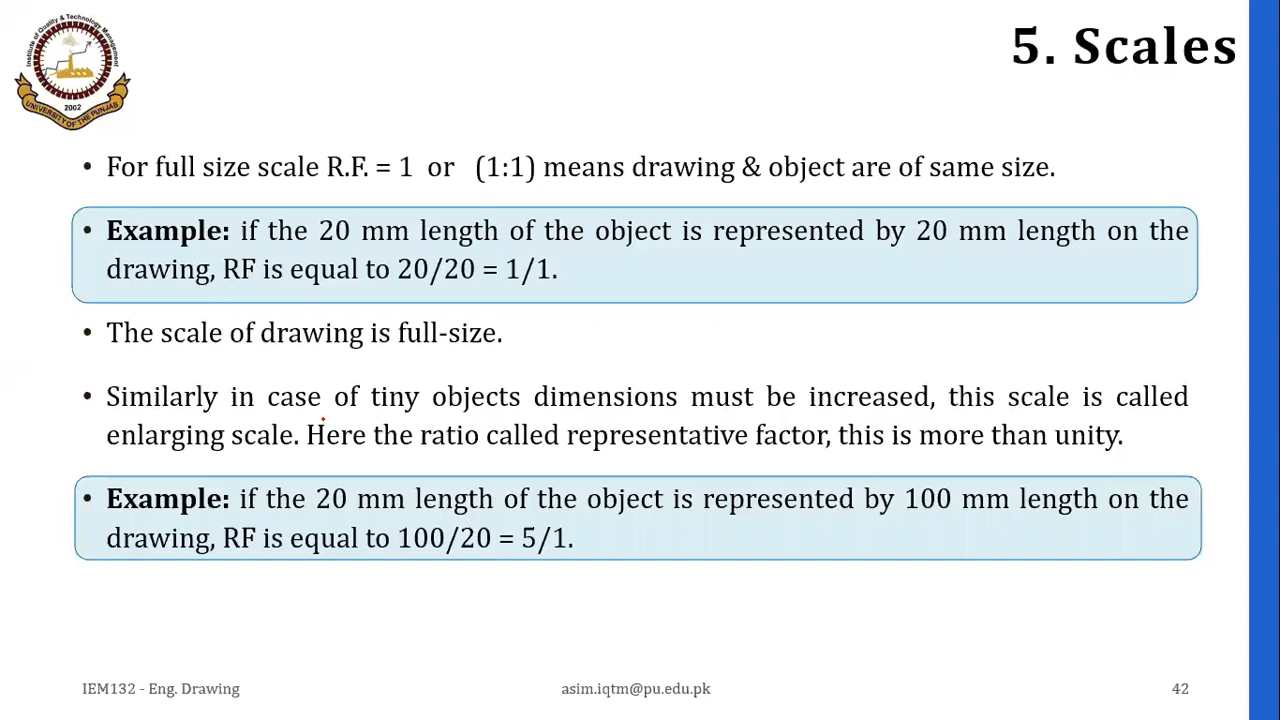 Institute of Quality & Technology Management
2002
UNIVERSITY OF THE PUNJAB
5. Scales
• For full size scale R.F. = 1 or (1:1) means drawing & object are of same size.
• Example: if the 20 mm length of the object is represented by 20 mm length on the
drawing, RF is equal to 20/20 = 1/1.
• The scale of drawing is full-size.
• Similarly in case of tiny objects dimensions must be increased, this scale is called
enlarging scale. Here the ratio called representative factor, this is more than unity.
• Example: if the 20 mm length of the object is represented by 100 mm length on the
drawing, RF is equal to 100/20 = 5/1.
IEM132 - Eng. Drawing
asim.iqtm@pu.edu.pk
42